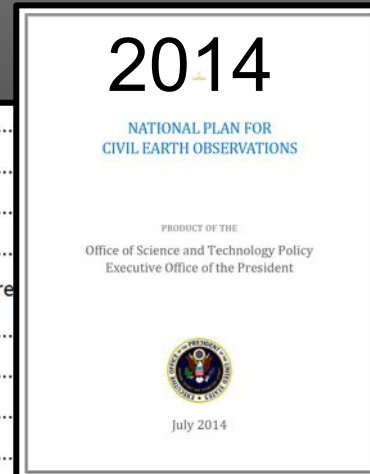 2014
NATIONAL PLAN FOR
CIVIL EARTH OBSERVATIONS
PRODUCT OF THE
Office of Science and Technology Policy
Executive Office of the President
July 2014